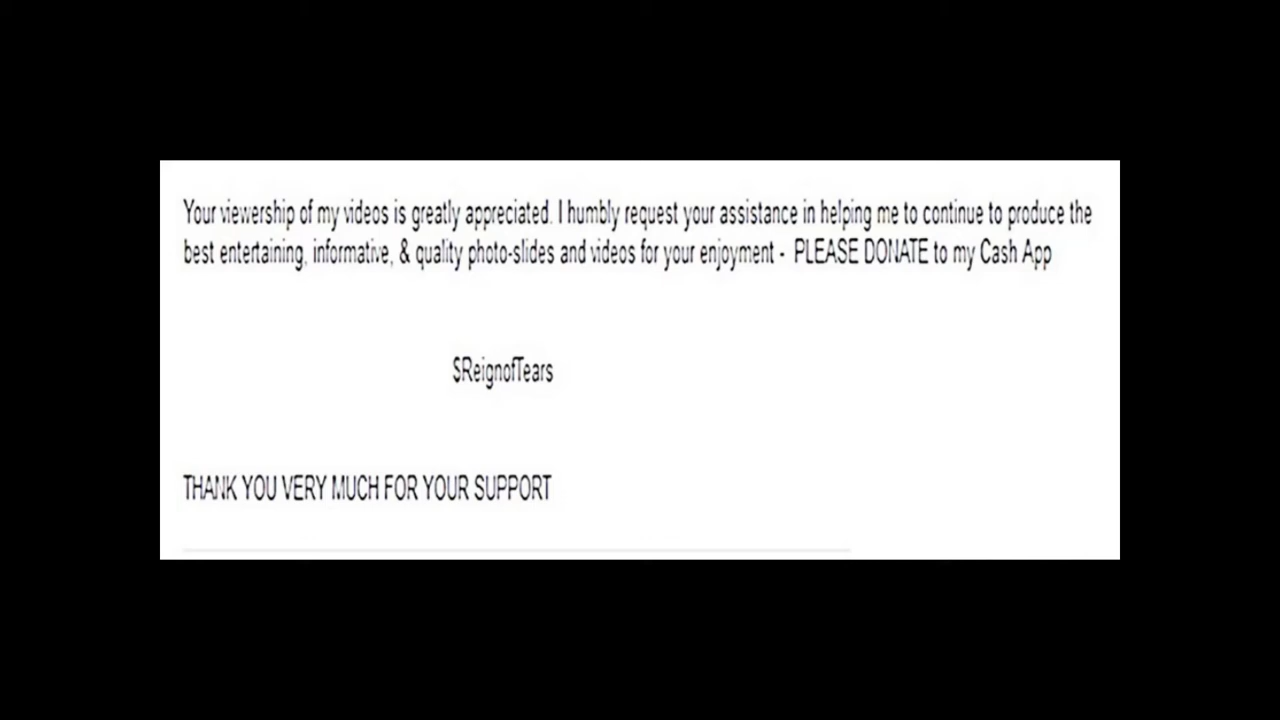 Your viewership of my videos is greatly appreciated. I humbly request your assistance in helping me to continue to produce the
best entertaining, informative, & quality photo-slides and videos for your enjoyment - PLEASE DONATE to my Cash App
$ReignofTears
THANK YOU VERY MUCH FOR YOUR SUPPORT